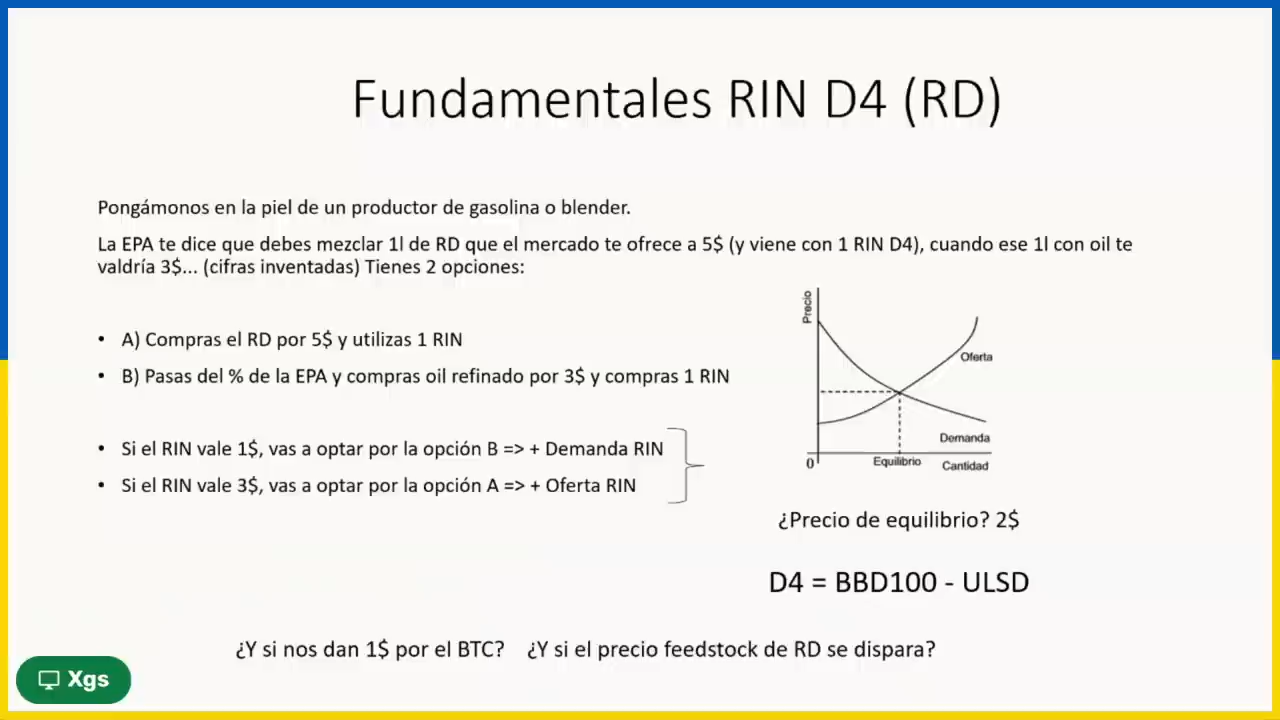 Fundamentales RIN D4 (RD)
Pongámonos en la piel de un productor de gasolina o blender.
La EPA te dice que debes mezclar 1l de RD que el mercado te ofrece a 5$ (y viene con 1 RIN D4), cuando ese 1l con oil te
valdría 3$... (cifras inventadas) Tienes 2 opciones:
• A) Compras el RD por 5$ y utilizas 1 RIN
• B) Pasas del % de la EPA y compras oil refinado por 3$ y compras 1 RIN
• Si el RIN vale 1$, vas a optar por la opción B => + Demanda RIN
• Si el RIN vale 3$, vas a optar por la opción A => + Oferta RIN
Precio
Oferta
Demanda
0
Equilibrio
Cantidad
¿Precio de equilibrio? 2$
D4 = BBD100 - ULSD
¿Y si nos dan 1$ por el BTC? ¿Y si el precio feedstock de RD se dispara?
Xgs